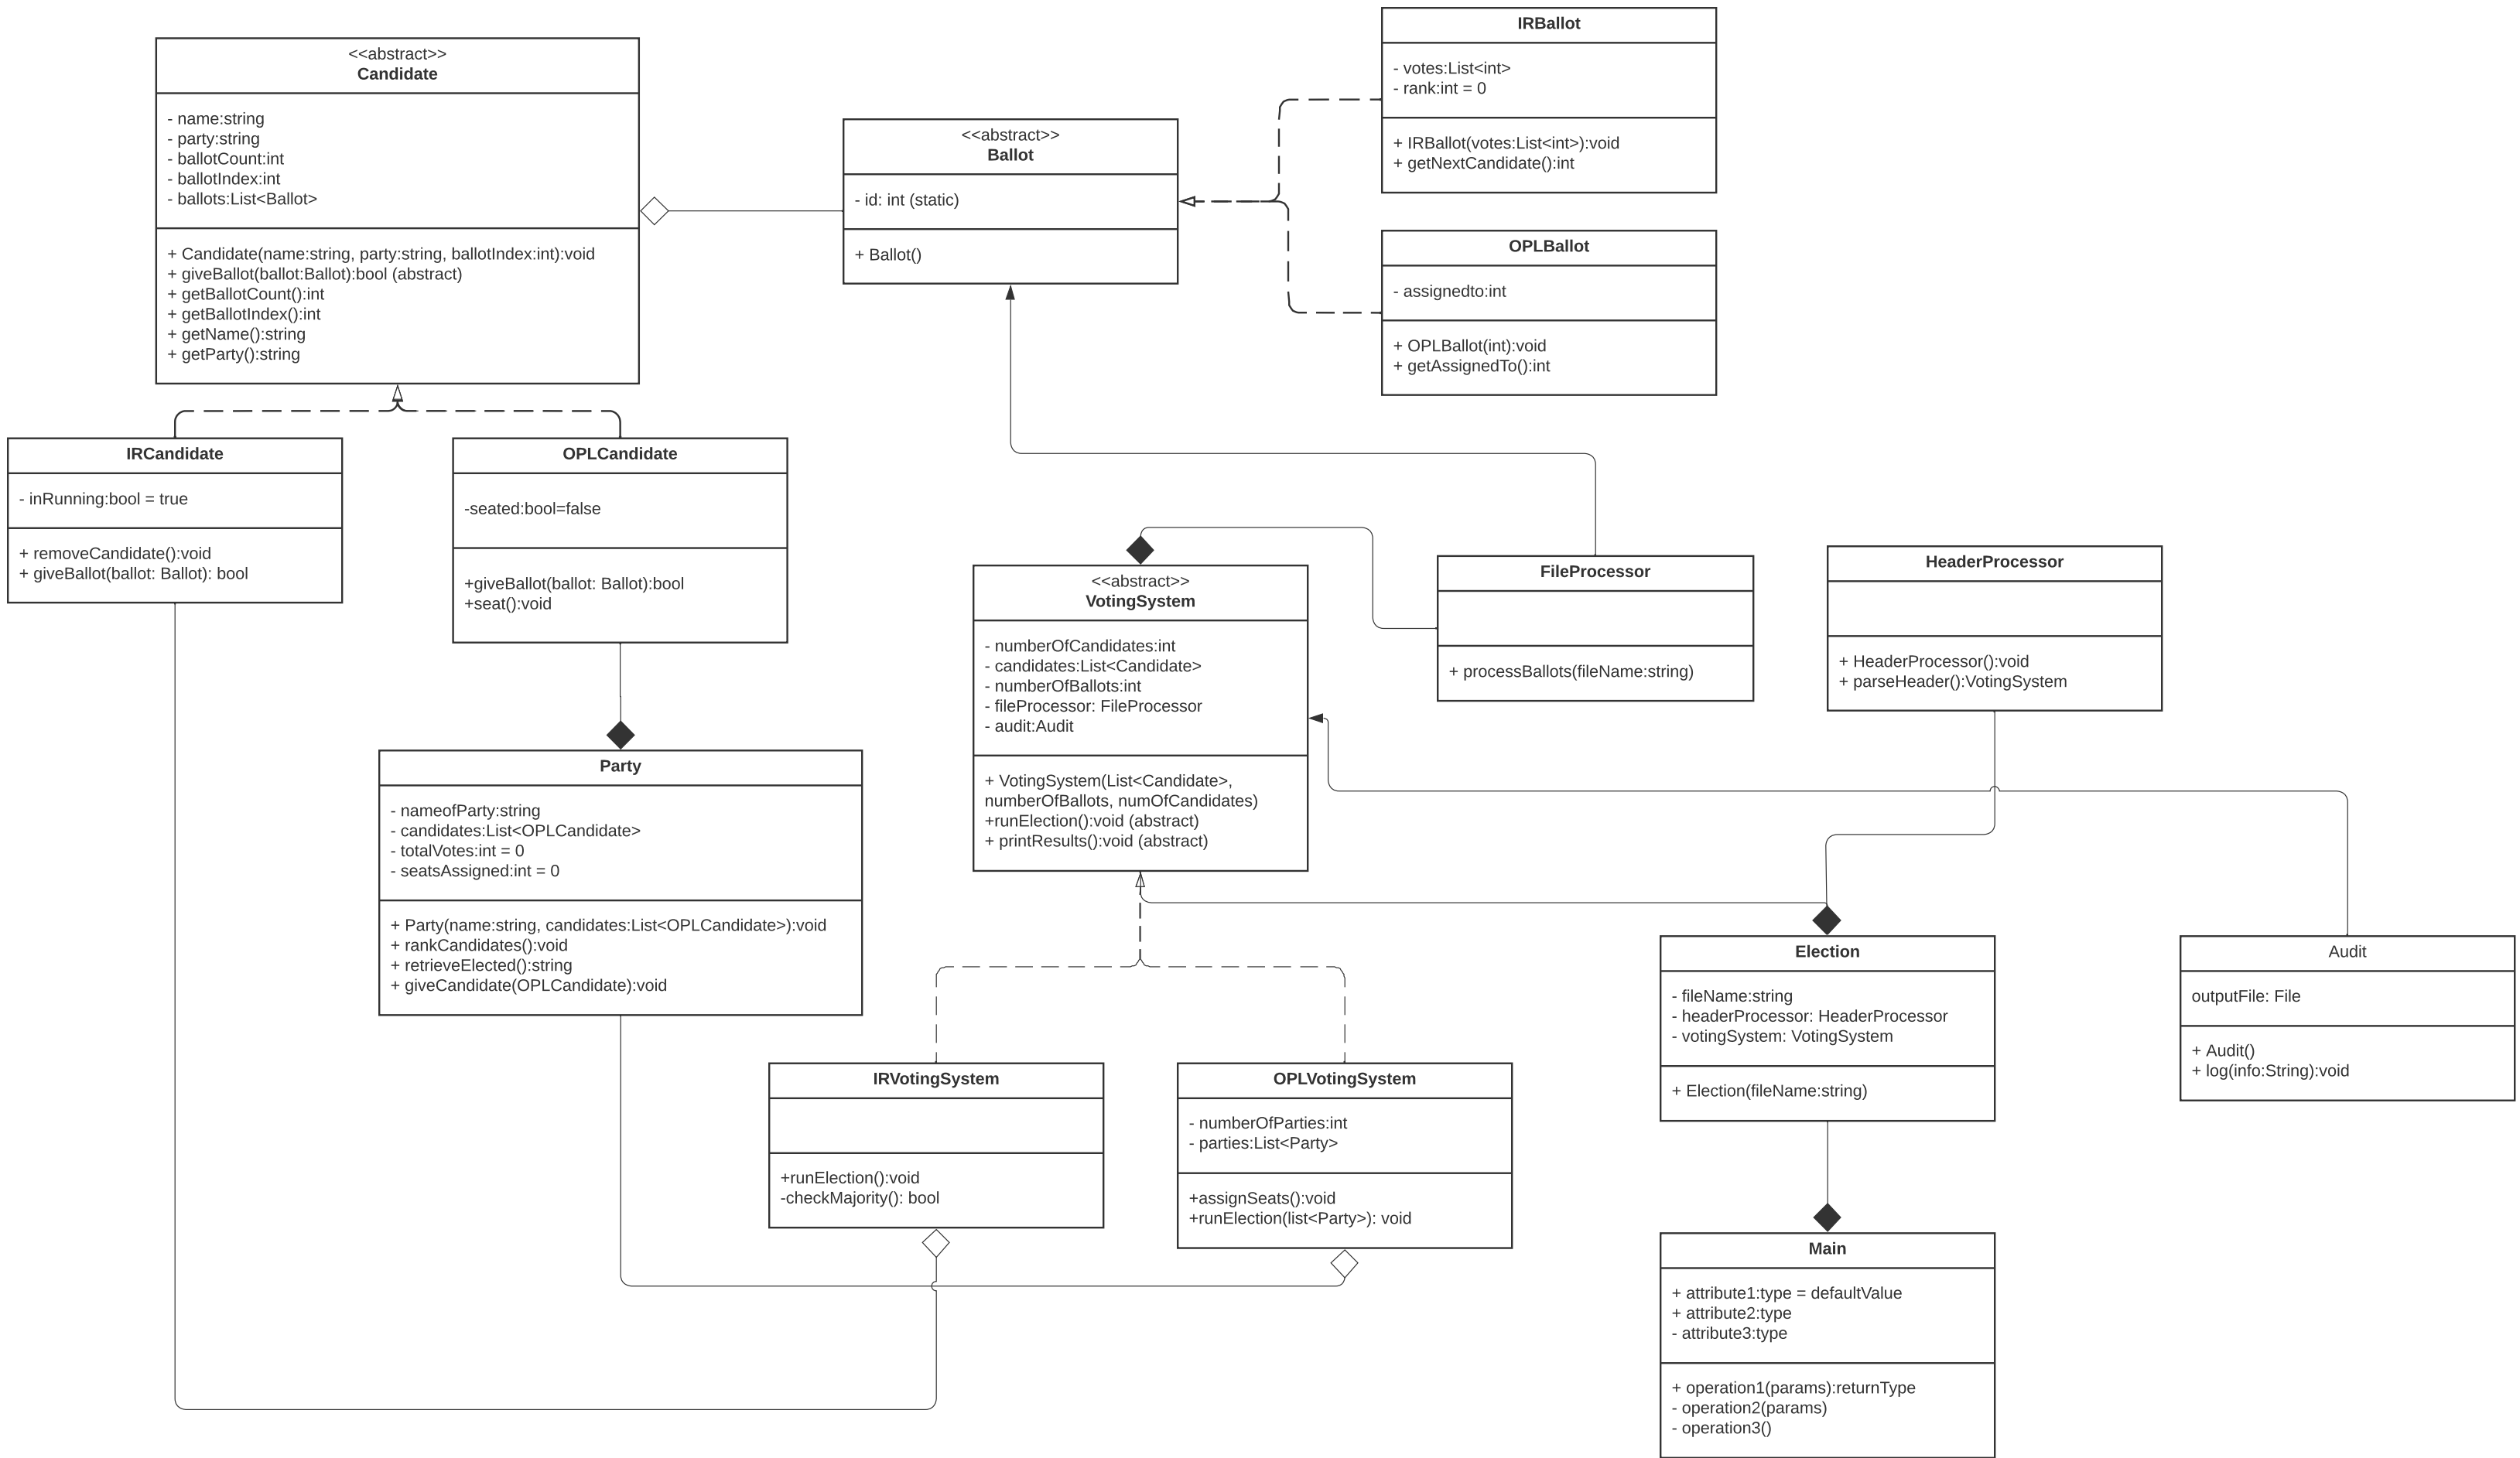 <<abstract>>
Candidate
- name:string
- party:string
- ballotCount:int
- ballotIndex:int
- ballots:List<Ballot>
+ Candidate(name:string, party:string, ballotIndex:int):void
+ giveBallot(ballot:Ballot):bool (abstract)
+ getBallotCount():int
+ getBallotIndex():int
+ getName():string
+ getParty():string
<<abstract>>
Ballot
- id: int (static)
+ Ballot()
IRBallot
- votes:List<int>
- rank:int = 0
+ IRBallot(votes:List<int>):void
+ getNextCandidate():int
OPLBallot
- assignedto:int
+ OPLBallot(int):void
+ getAssignedTo():int
IRCandidate
- inRunning:bool = true
+ removeCandidate():void
+ giveBallot(ballot: Ballot): bool
OPLCandidate
-seated:bool=false
+giveBallot(ballot: Ballot):bool
+seat():void
<<abstract>>
VotingSystem
- numberOfCandidates:int
- candidates:List<Candidate>
- numberOfBallots:int
- fileProcessor: FileProcessor
- audit:Audit
+ VotingSystem(List<Candidate>,
numberOfBallots, numOfCandidates)
+runElection():void (abstract)
+ printResults():void (abstract)
FileProcessor
+ processBallots(fileName:string)
HeaderProcessor
+ HeaderProcessor():void
+ parseHeader():VotingSystem
Party
- nameofParty:string
- candidates:List<OPLCandidate>
- totalVotes:int = 0
- seatsAssigned:int = 0
+ Party(name:string, candidates:List<OPLCandidate>):void
+ rankCandidates():void
+ retrieveElected():string
+ giveCandidate(OPLCandidate):void
IRVotingSystem
+runElection():void
-checkMajority(): bool
OPLVotingSystem
- numberOfParties:int
- parties:List<Party>
+assignSeats():void
+runElection(list<Party>): void
Election
- fileName:string
- headerProcessor: HeaderProcessor
- votingSystem: VotingSystem
+ Election(fileName:string)
Audit
outputFile: File
+ Audit()
+ log(info:String):void
Main
+ attribute1:type = defaultValue
+ attribute2:type
- attribute3:type
+ operation1(params):returnType
- operation2(params)
- operation3()